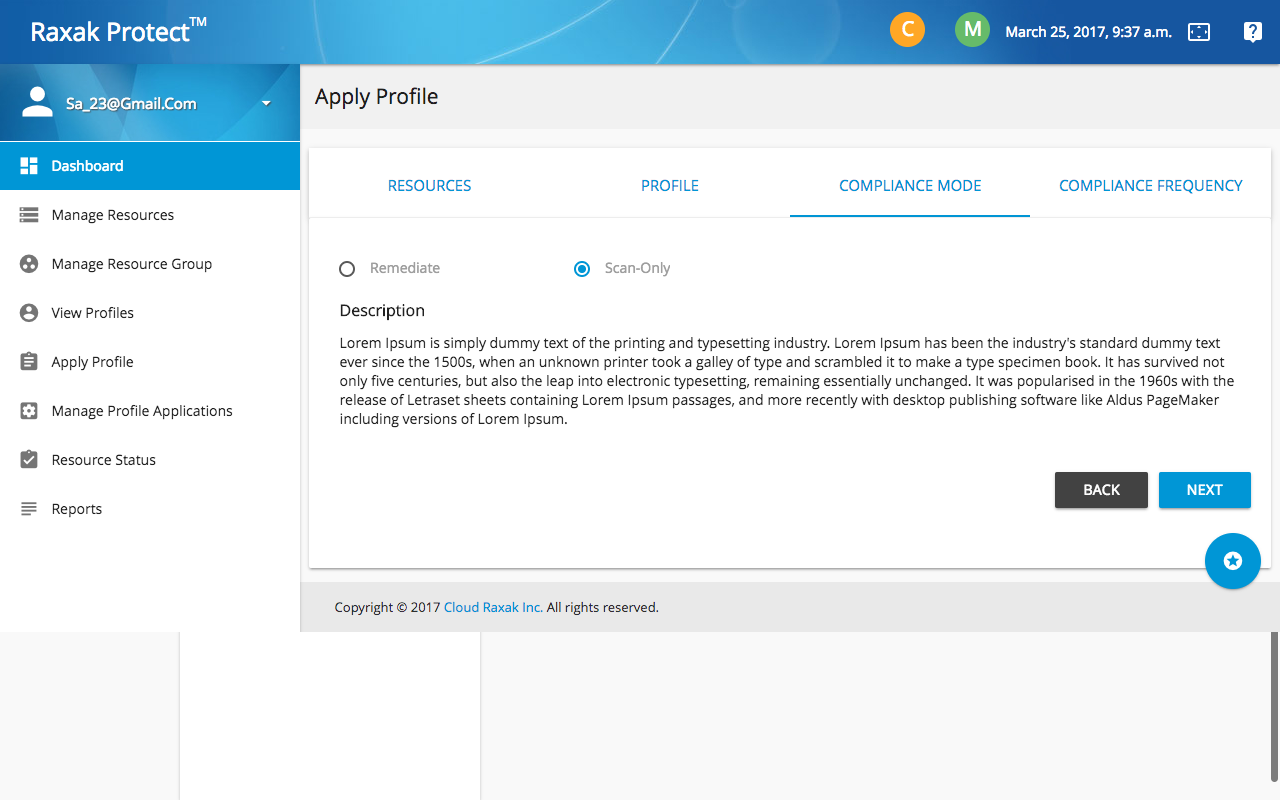 Raxak Protect™
C
M
March 25, 2017, 9:37 a.m.
Sa_23@Gmail.Com
Dashboard
Manage Resources
Manage Resource Group
View Profiles
Apply Profile
Manage Profile Applications
Resource Status
Reports
Apply Profile
RESOURCES
PROFILE
COMPLIANCE MODE
COMPLIANCE FREQUENCY
Remediate
Scan-Only
Description
Lorem Ipsum is simply dummy text of the printing and typesetting industry. Lorem Ipsum has been the industry's standard dummy text
ever since the 1500s, when an unknown printer took a galley of type and scrambled it to make a type specimen book. It has survived not
only five centuries, but also the leap into electronic typesetting, remaining essentially unchanged. It was popularised in the 1960s with the
release of Letraset sheets containing Lorem Ipsum passages, and more recently with desktop publishing software like Aldus PageMaker
including versions of Lorem Ipsum.
BACK
NEXT
Copyright © 2017 Cloud Raxak Inc. All rights reserved.